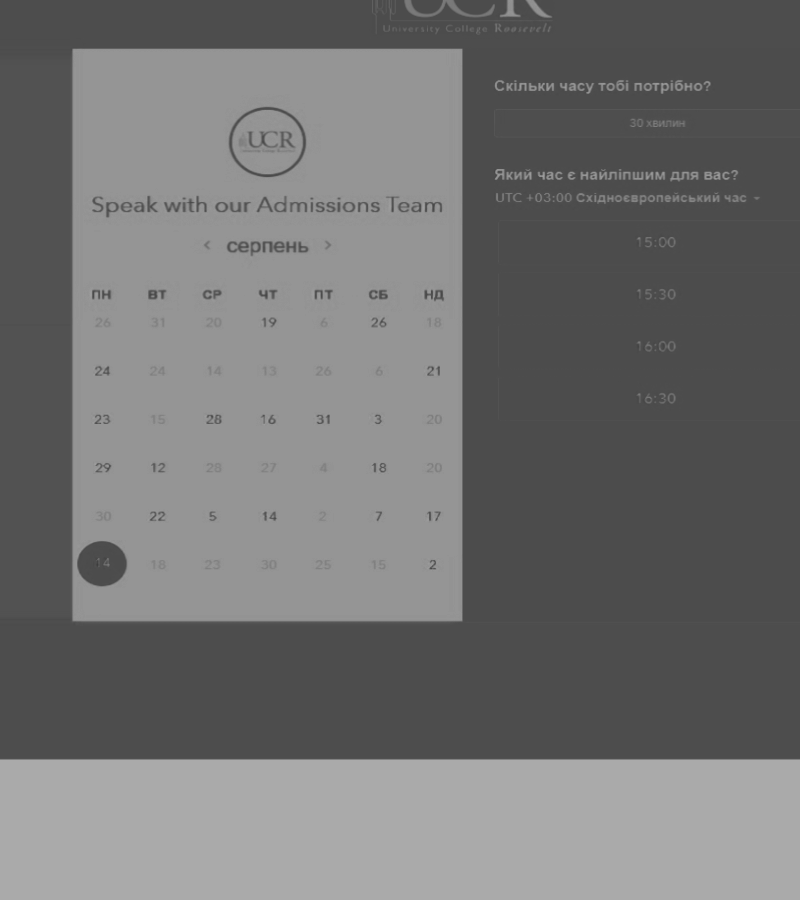 UCR
University College Roosevelt
UCR
Speak with our Admissions Team
‹ серпень ›
ПН ВТ СР ЧТ ПТ СБ НД
26 31 20 19 6 26 18
24 24 14 13 26 6 21
23 15 28 16 31 3 20
29 12 28 27 4 18 20
30 22 5 14 2 7 17
14 18 23 30 25 15 2
Скільки часу тобі потрібно?
30 хвилин
Який час є найліпшим для вас?
UTC +03:00 Східноєвропейський час
15:00
15:30
16:00
16:30